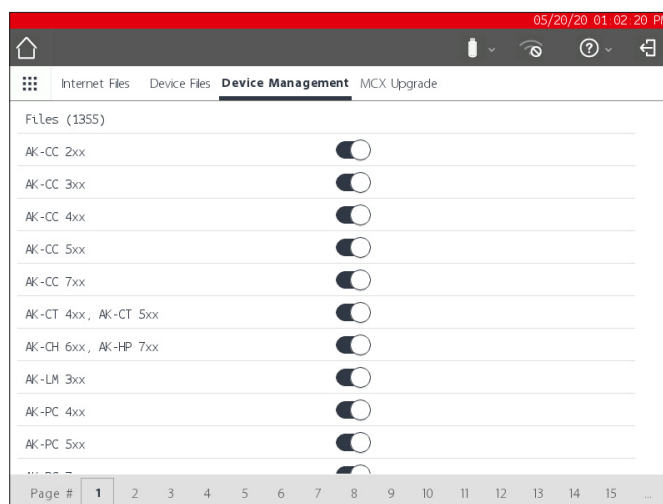 05/20/20 01:02:20 PM
Internet Files Device Files Device Management MCX Upgrade
Files (1355)
AK-CC 2xx
AK-CC 3xx
AK-CC 4xx
AK-CC 5xx
AK-CC 7xx
AK-CT 4xx, AK-CT 5xx
AK-CH 6xx, AK-HP 7xx
AK-LM 3xx
AK-PC 4xx
AK-PC 5xx
Page # 1 2 3 4 5 6 7 8 9 10 11 12 13 14 15 ...